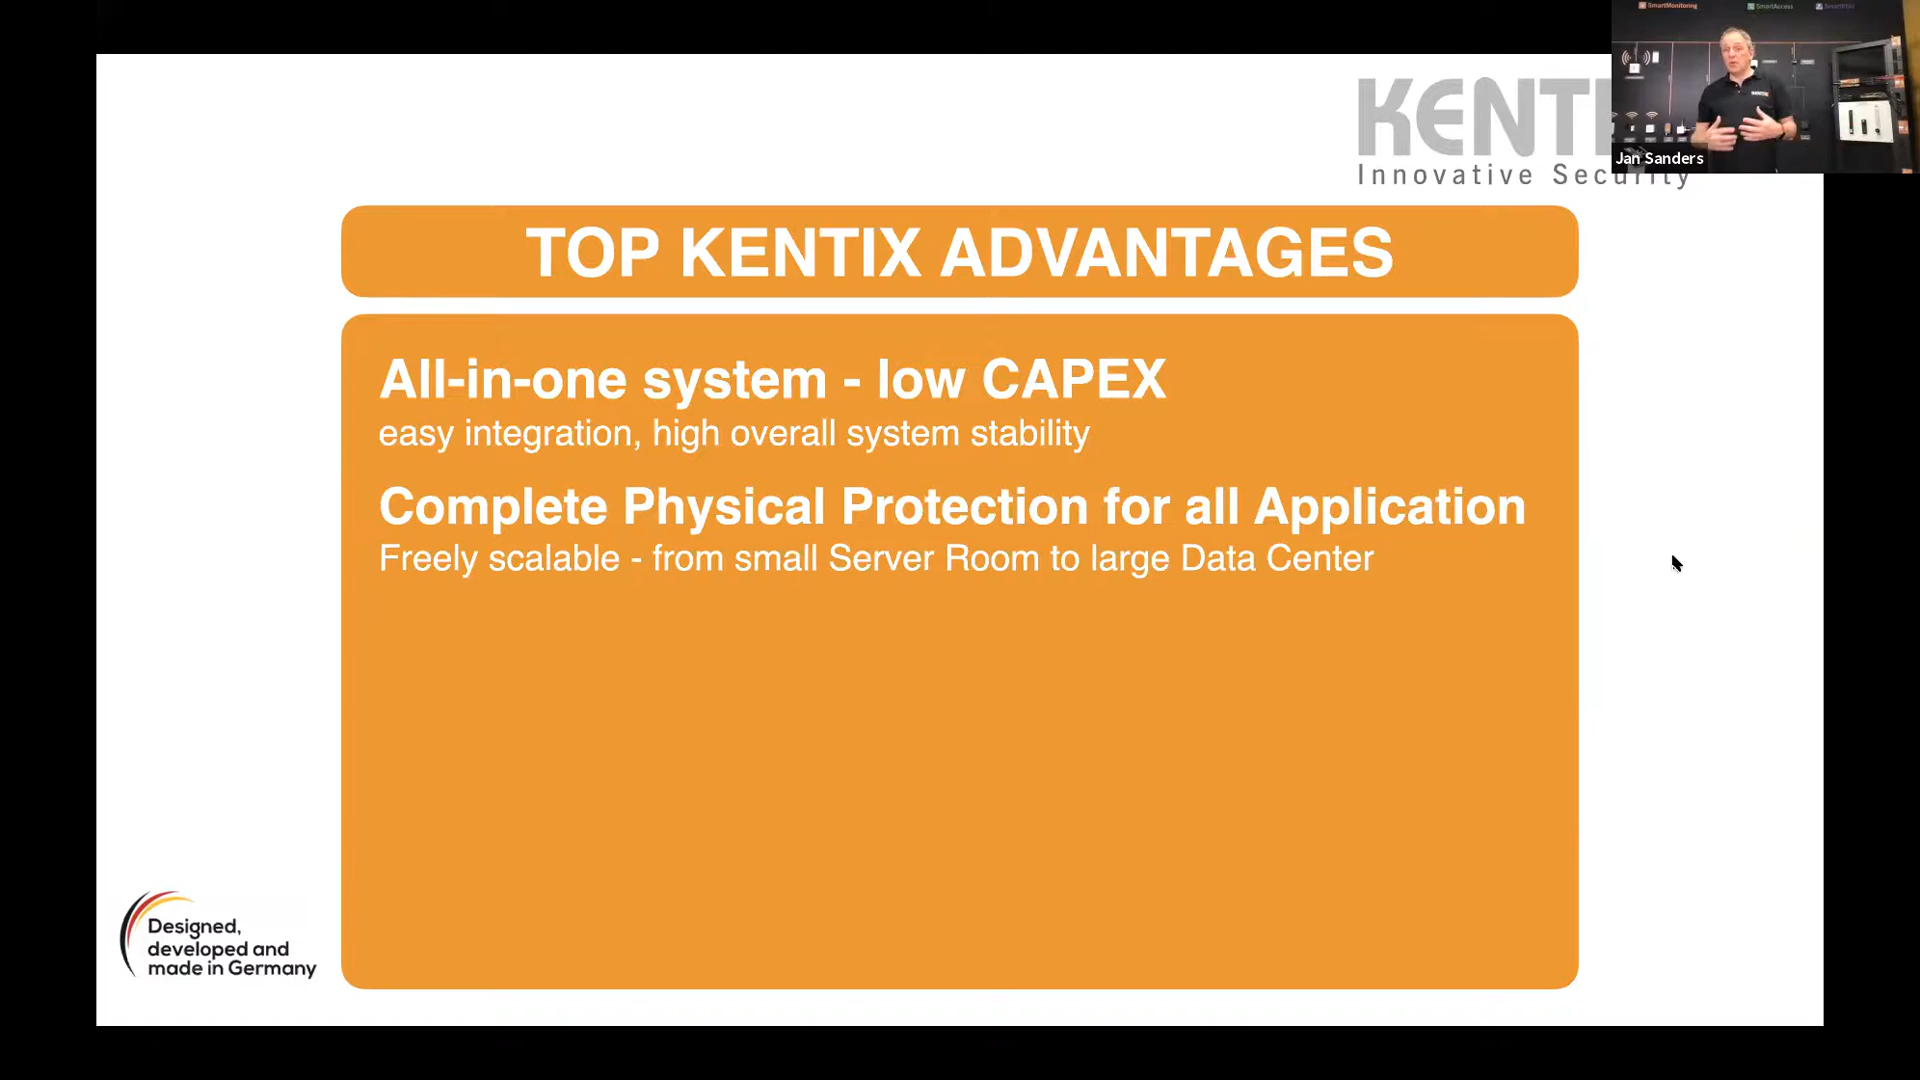 SmartMonitoring
SmartAccess
KENTI
Innovative Security
Jan Sanders
TOP KENTIX ADVANTAGES
All-in-one system - low CAPEX
easy integration, high overall system stability
Complete Physical Protection for all Application
Freely scalable - from small Server Room to large Data Center
Designed,
developed and
made in Germany